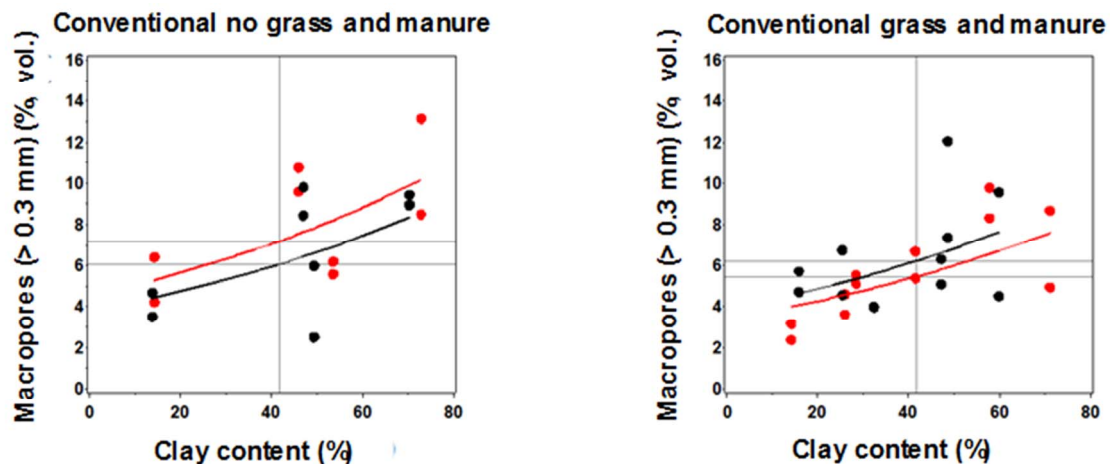 Conventional no grass and manure
Macropores (> 0.3 mm) (%, vol.)
16
14
12
10
8
6
4
2
0
0 20 40 60 80
Clay content (%)
Conventional grass and manure
Macropores (> 0.3 mm) (%, vol.)
16
14
12
10
8
6
4
2
0
0 20 40 60 80
Clay content (%)